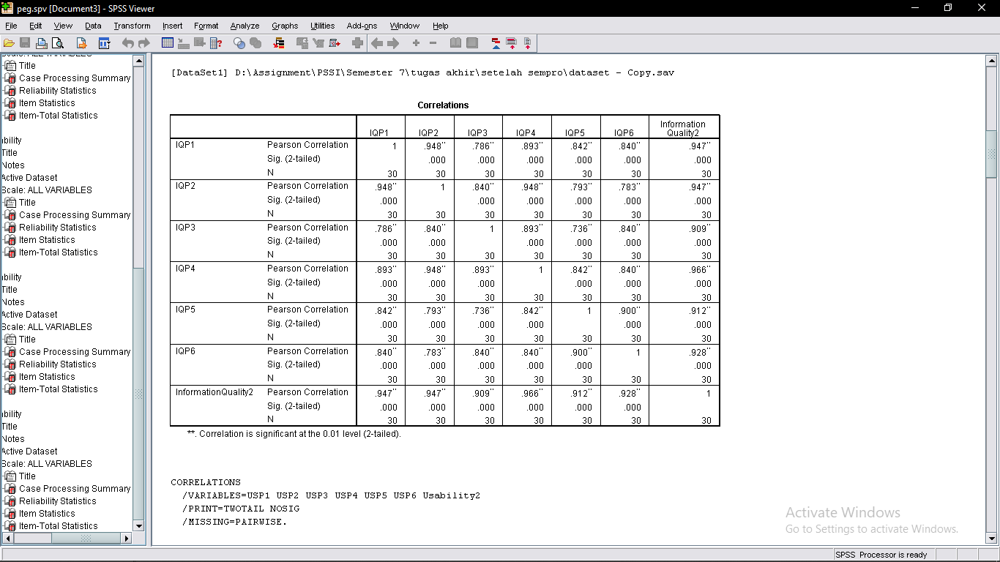 peg.spv [Document3] - SPSS Viewer
File Edit View Data Transform Insert Format Analyze Graphs Utilities Add-ons Window Help
Title
Case Processing Summary
Reliability Statistics
Item Statistics
Item-Total Statistics
bility
Title
Notes
Active Dataset
Scale: ALL VARIABLES
Title
Case Processing Summary
Reliability Statistics
Item Statistics
Item-Total Statistics
bility
Title
Notes
Active Dataset
Scale: ALL VARIABLES
Title
Case Processing Summary
Reliability Statistics
Item Statistics
Item-Total Statistics
bility
Title
Notes
Active Dataset
Scale: ALL VARIABLES
Title
Case Processing Summary
Reliability Statistics
Item Statistics
Item-Total Statistics
[DataSet1] D:\Assignment\PSSI\Semester 7\tugas akhir\setelah sempro\dataset - Copy.sav
Correlations
IQP1 IQP2 IQP3 IQP4 IQP5 IQP6 Information Quality2
IQP1 Pearson Correlation 1 .948** .786** .893** .842** .840** .947**
Sig. (2-tailed) .000 .000 .000 .000 .000 .000
N 30 30 30 30 30 30 30
IQP2 Pearson Correlation .948** 1 .840** .948** .793** .783** .947**
Sig. (2-tailed) .000 .000 .000 .000 .000 .000
N 30 30 30 30 30 30 30
IQP3 Pearson Correlation .786** .840** 1 .893** .736** .840** .909**
Sig. (2-tailed) .000 .000 .000 .000 .000 .000
N 30 30 30 30 30 30 30
IQP4 Pearson Correlation .893** .948** .893** 1 .842** .840** .966**
Sig. (2-tailed) .000 .000 .000 .000 .000 .000
N 30 30 30 30 30 30 30
IQP5 Pearson Correlation .842** .793** .736** .842** 1 .900** .912**
Sig. (2-tailed) .000 .000 .000 .000 .000 .000
N 30 30 30 30 30 30 30
IQP6 Pearson Correlation .840** .783** .840** .840** .900** 1 .928**
Sig. (2-tailed) .000 .000 .000 .000 .000 .000
N 30 30 30 30 30 30 30
InformationQuality2 Pearson Correlation .947** .947** .909** .966** .912** .928** 1
Sig. (2-tailed) .000 .000 .000 .000 .000 .000
N 30 30 30 30 30 30 30
**. Correlation is significant at the 0.01 level (2-tailed).
CORRELATIONS
/VARIABLES=USP1 USP2 USP3 USP4 USP5 USP6 Usability2
/PRINT=TWOTAIL NOSIG
/MISSING=PAIRWISE.
Activate Windows
Go to Settings to activate Windows.
SPSS Processor is ready